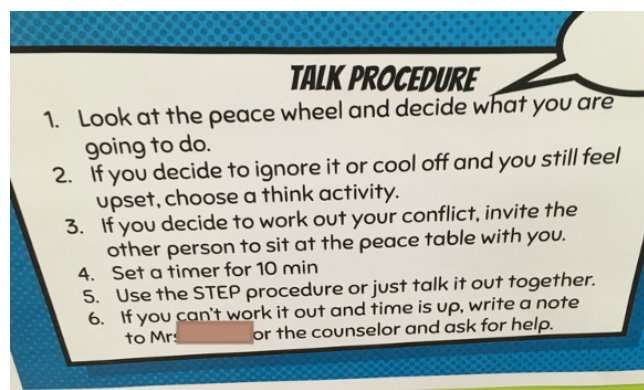 TALK PROCEDURE
1. Look at the peace wheel and decide what you are
going to do.
2. If you decide to ignore it or cool off and you still feel
upset, choose a think activity.
3. If you decide to work out your conflict, invite the
other person to sit at the peace table with you.
4. Set a timer for 10 min
5. Use the STEP procedure or just talk it out together.
6. If you can't work it out and time is up, write a note
to Mrs or the counselor and ask for help.